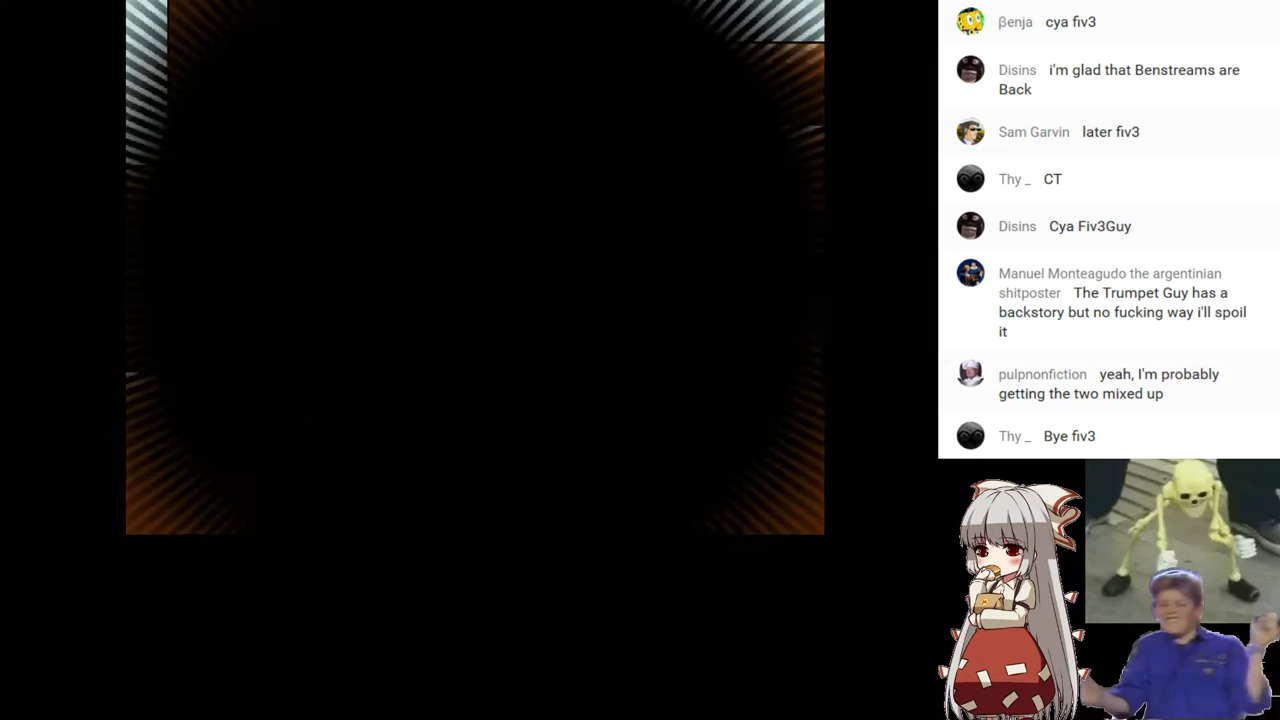 βenja cya fiv3
Disins i'm glad that Benstreams are
Back
Sam Garvin later fiv3
Thy _ CT
Disins Cya Fiv3Guy
Manuel Monteagudo the argentinian
shitposter The Trumpet Guy has a
backstory but no fucking way i'll spoil
it
pulpnonfiction yeah, I'm probably
getting the two mixed up
Thy _ Bye fiv3